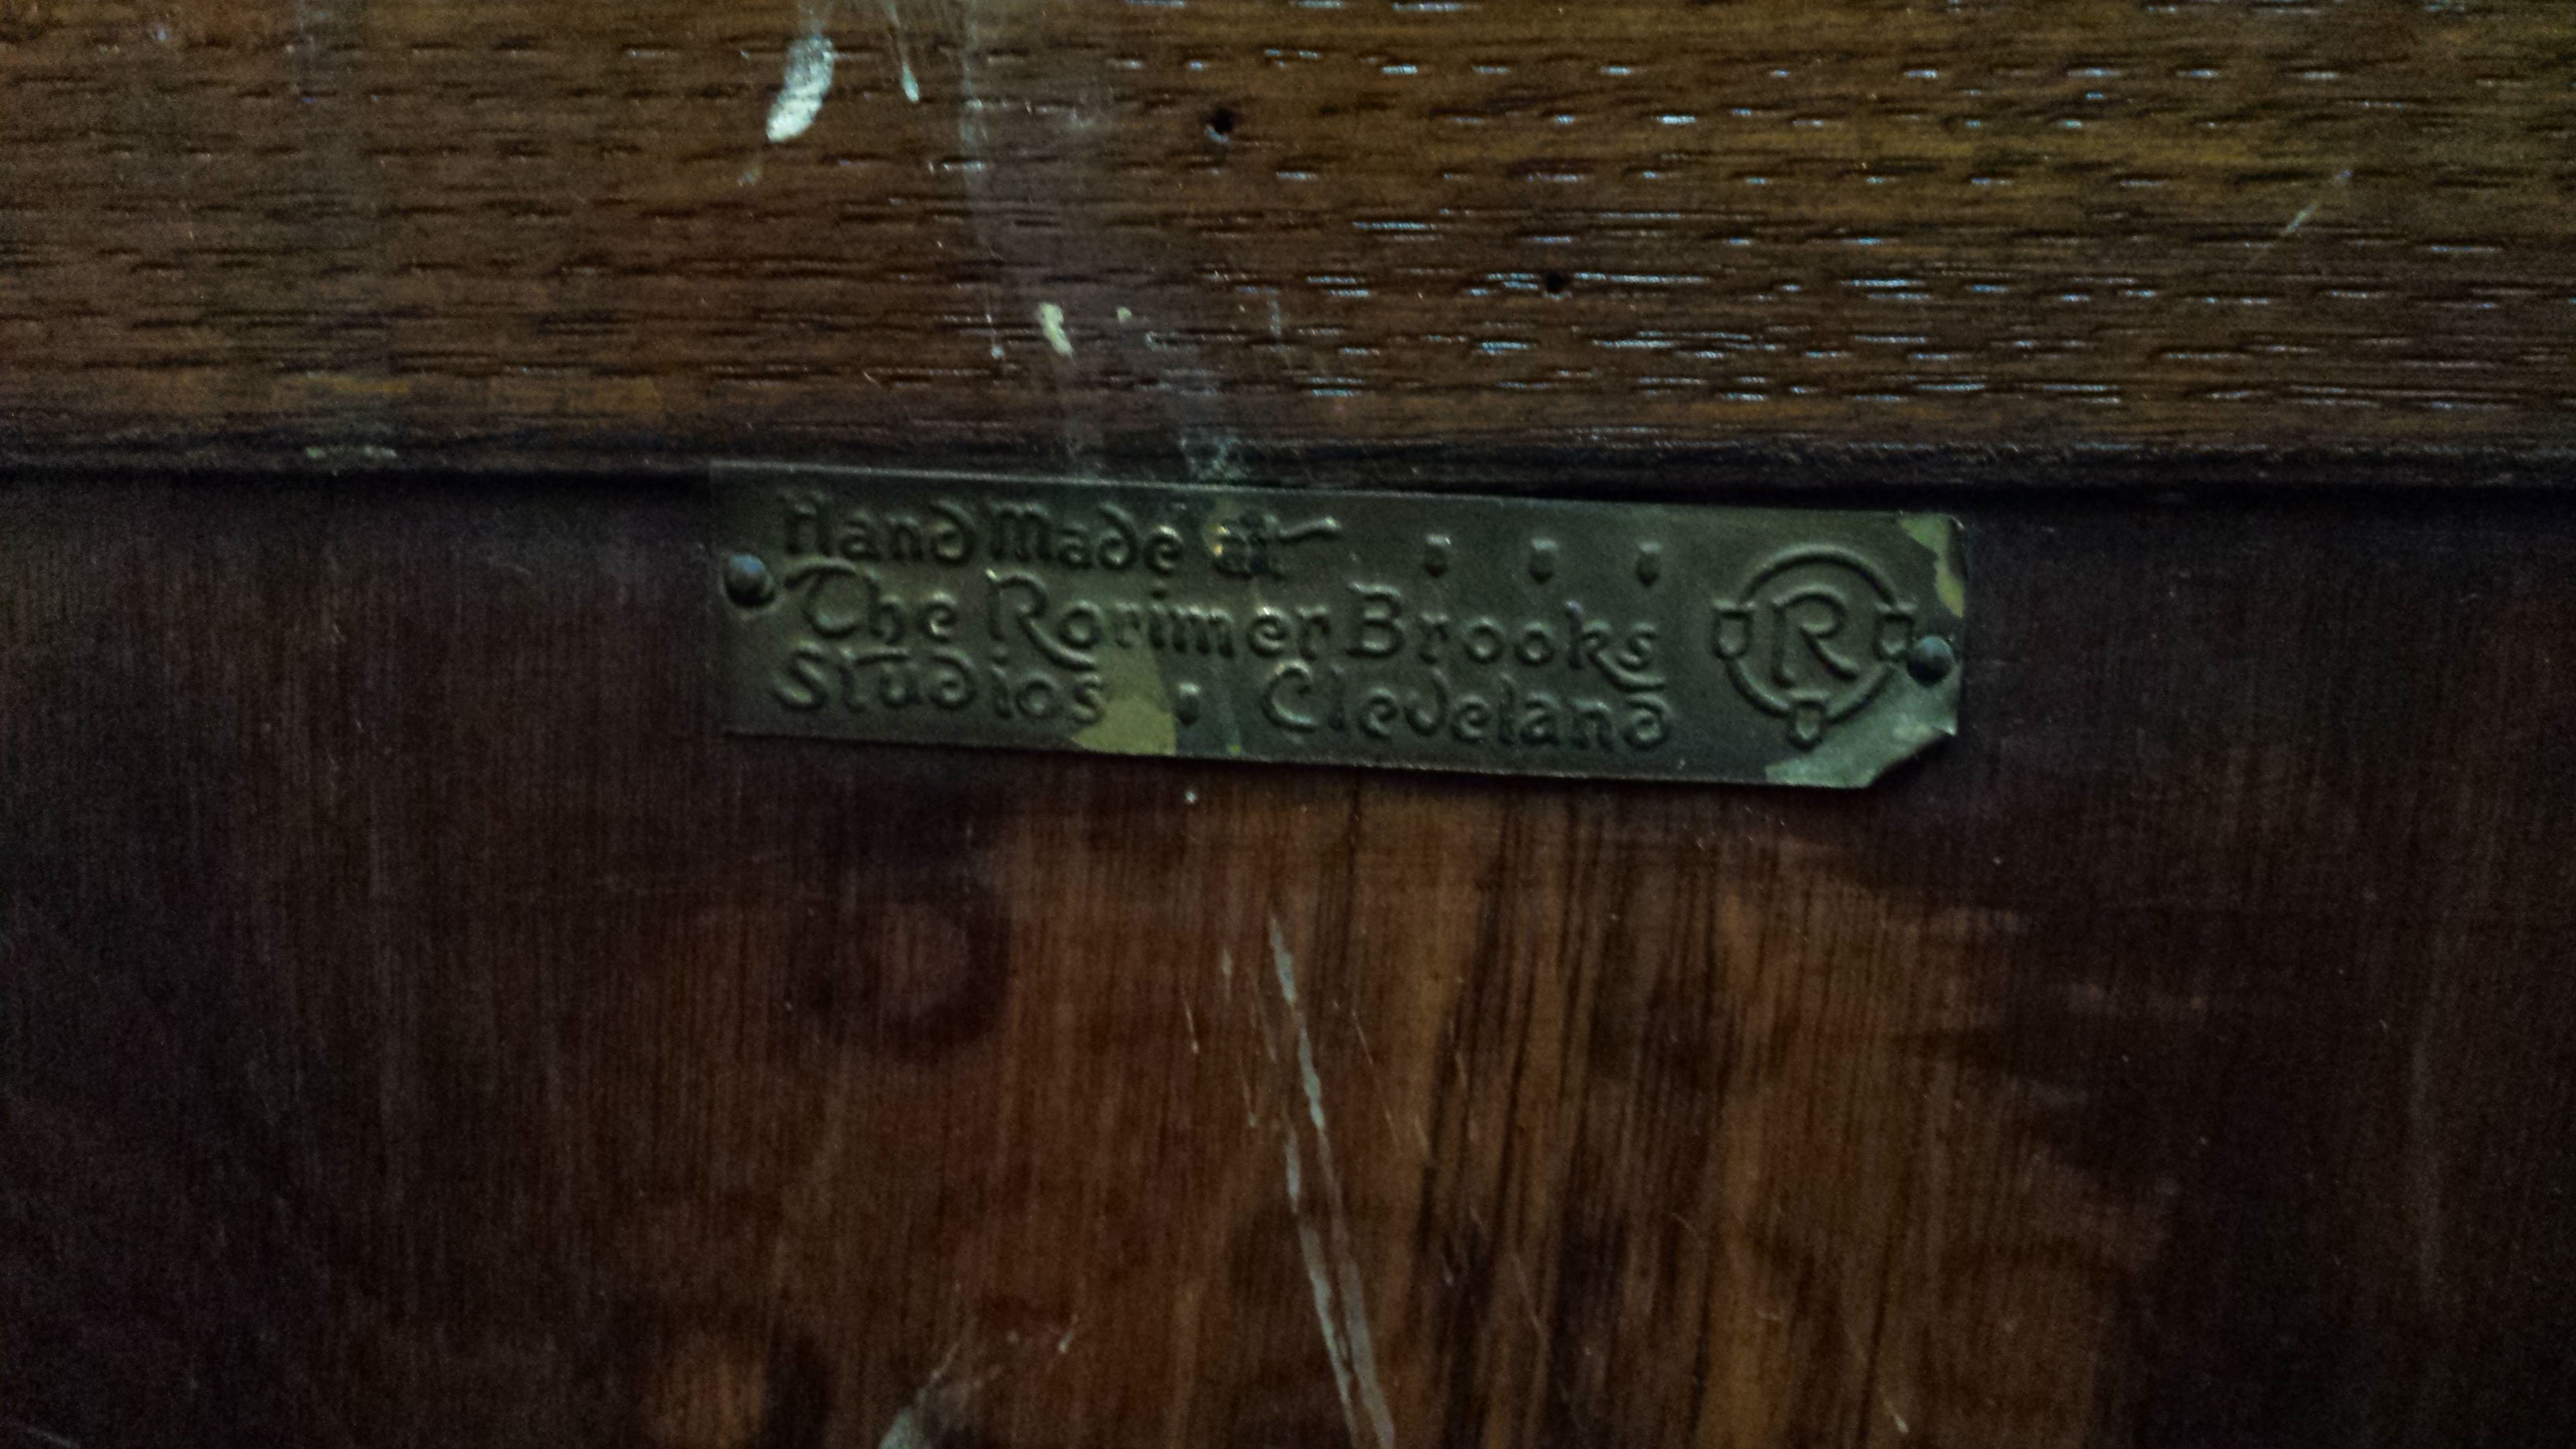 Hand Made at
The Rorimer Brooks R
Studios · Cleveland